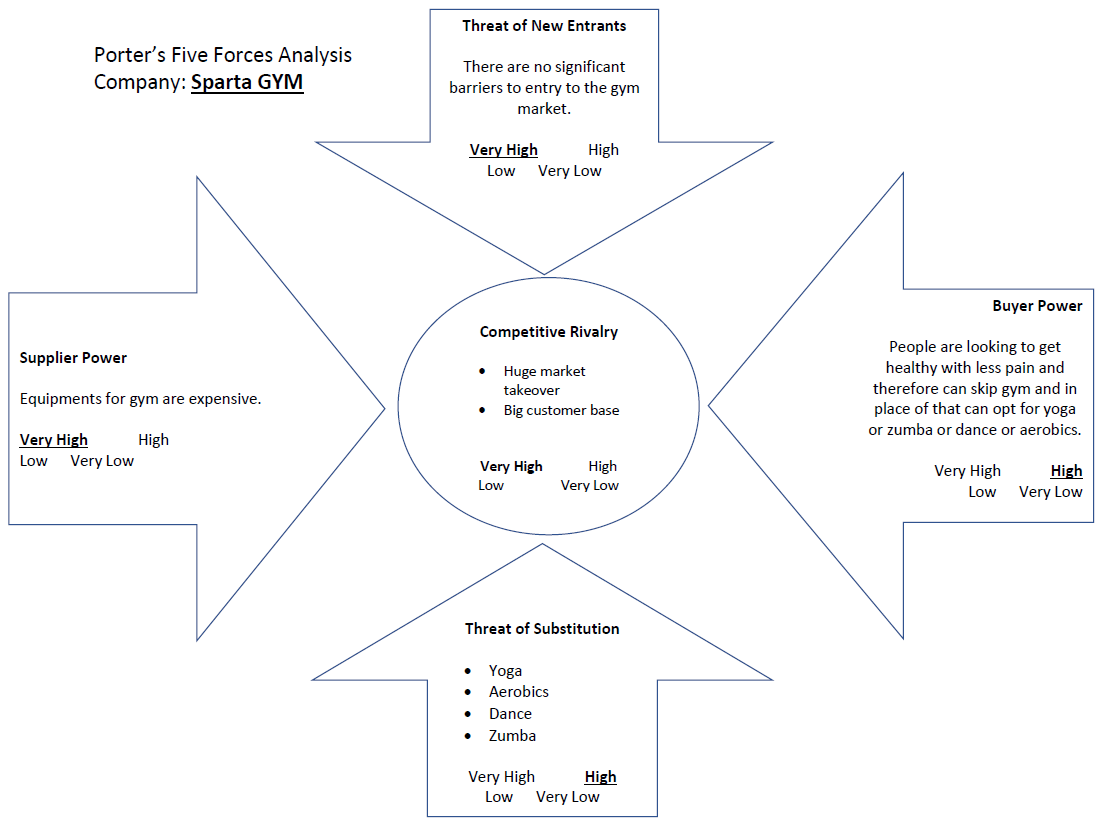 Porter’s Five Forces Analysis
Company: Sparta GYM
Threat of New Entrants
There are no significant
barriers to entry to the gym
market.
Very High High
Low Very Low
Supplier Power
Equipments for gym are expensive.
Very High High
Low Very Low
Competitive Rivalry
• Huge market
takeover
• Big customer base
Very High High
Low Very Low
Buyer Power
People are looking to get
healthy with less pain and
therefore can skip gym and in
place of that can opt for yoga
or zumba or dance or aerobics.
Very High High
Low Very Low
Threat of Substitution
• Yoga
• Aerobics
• Dance
• Zumba
Very High High
Low Very Low